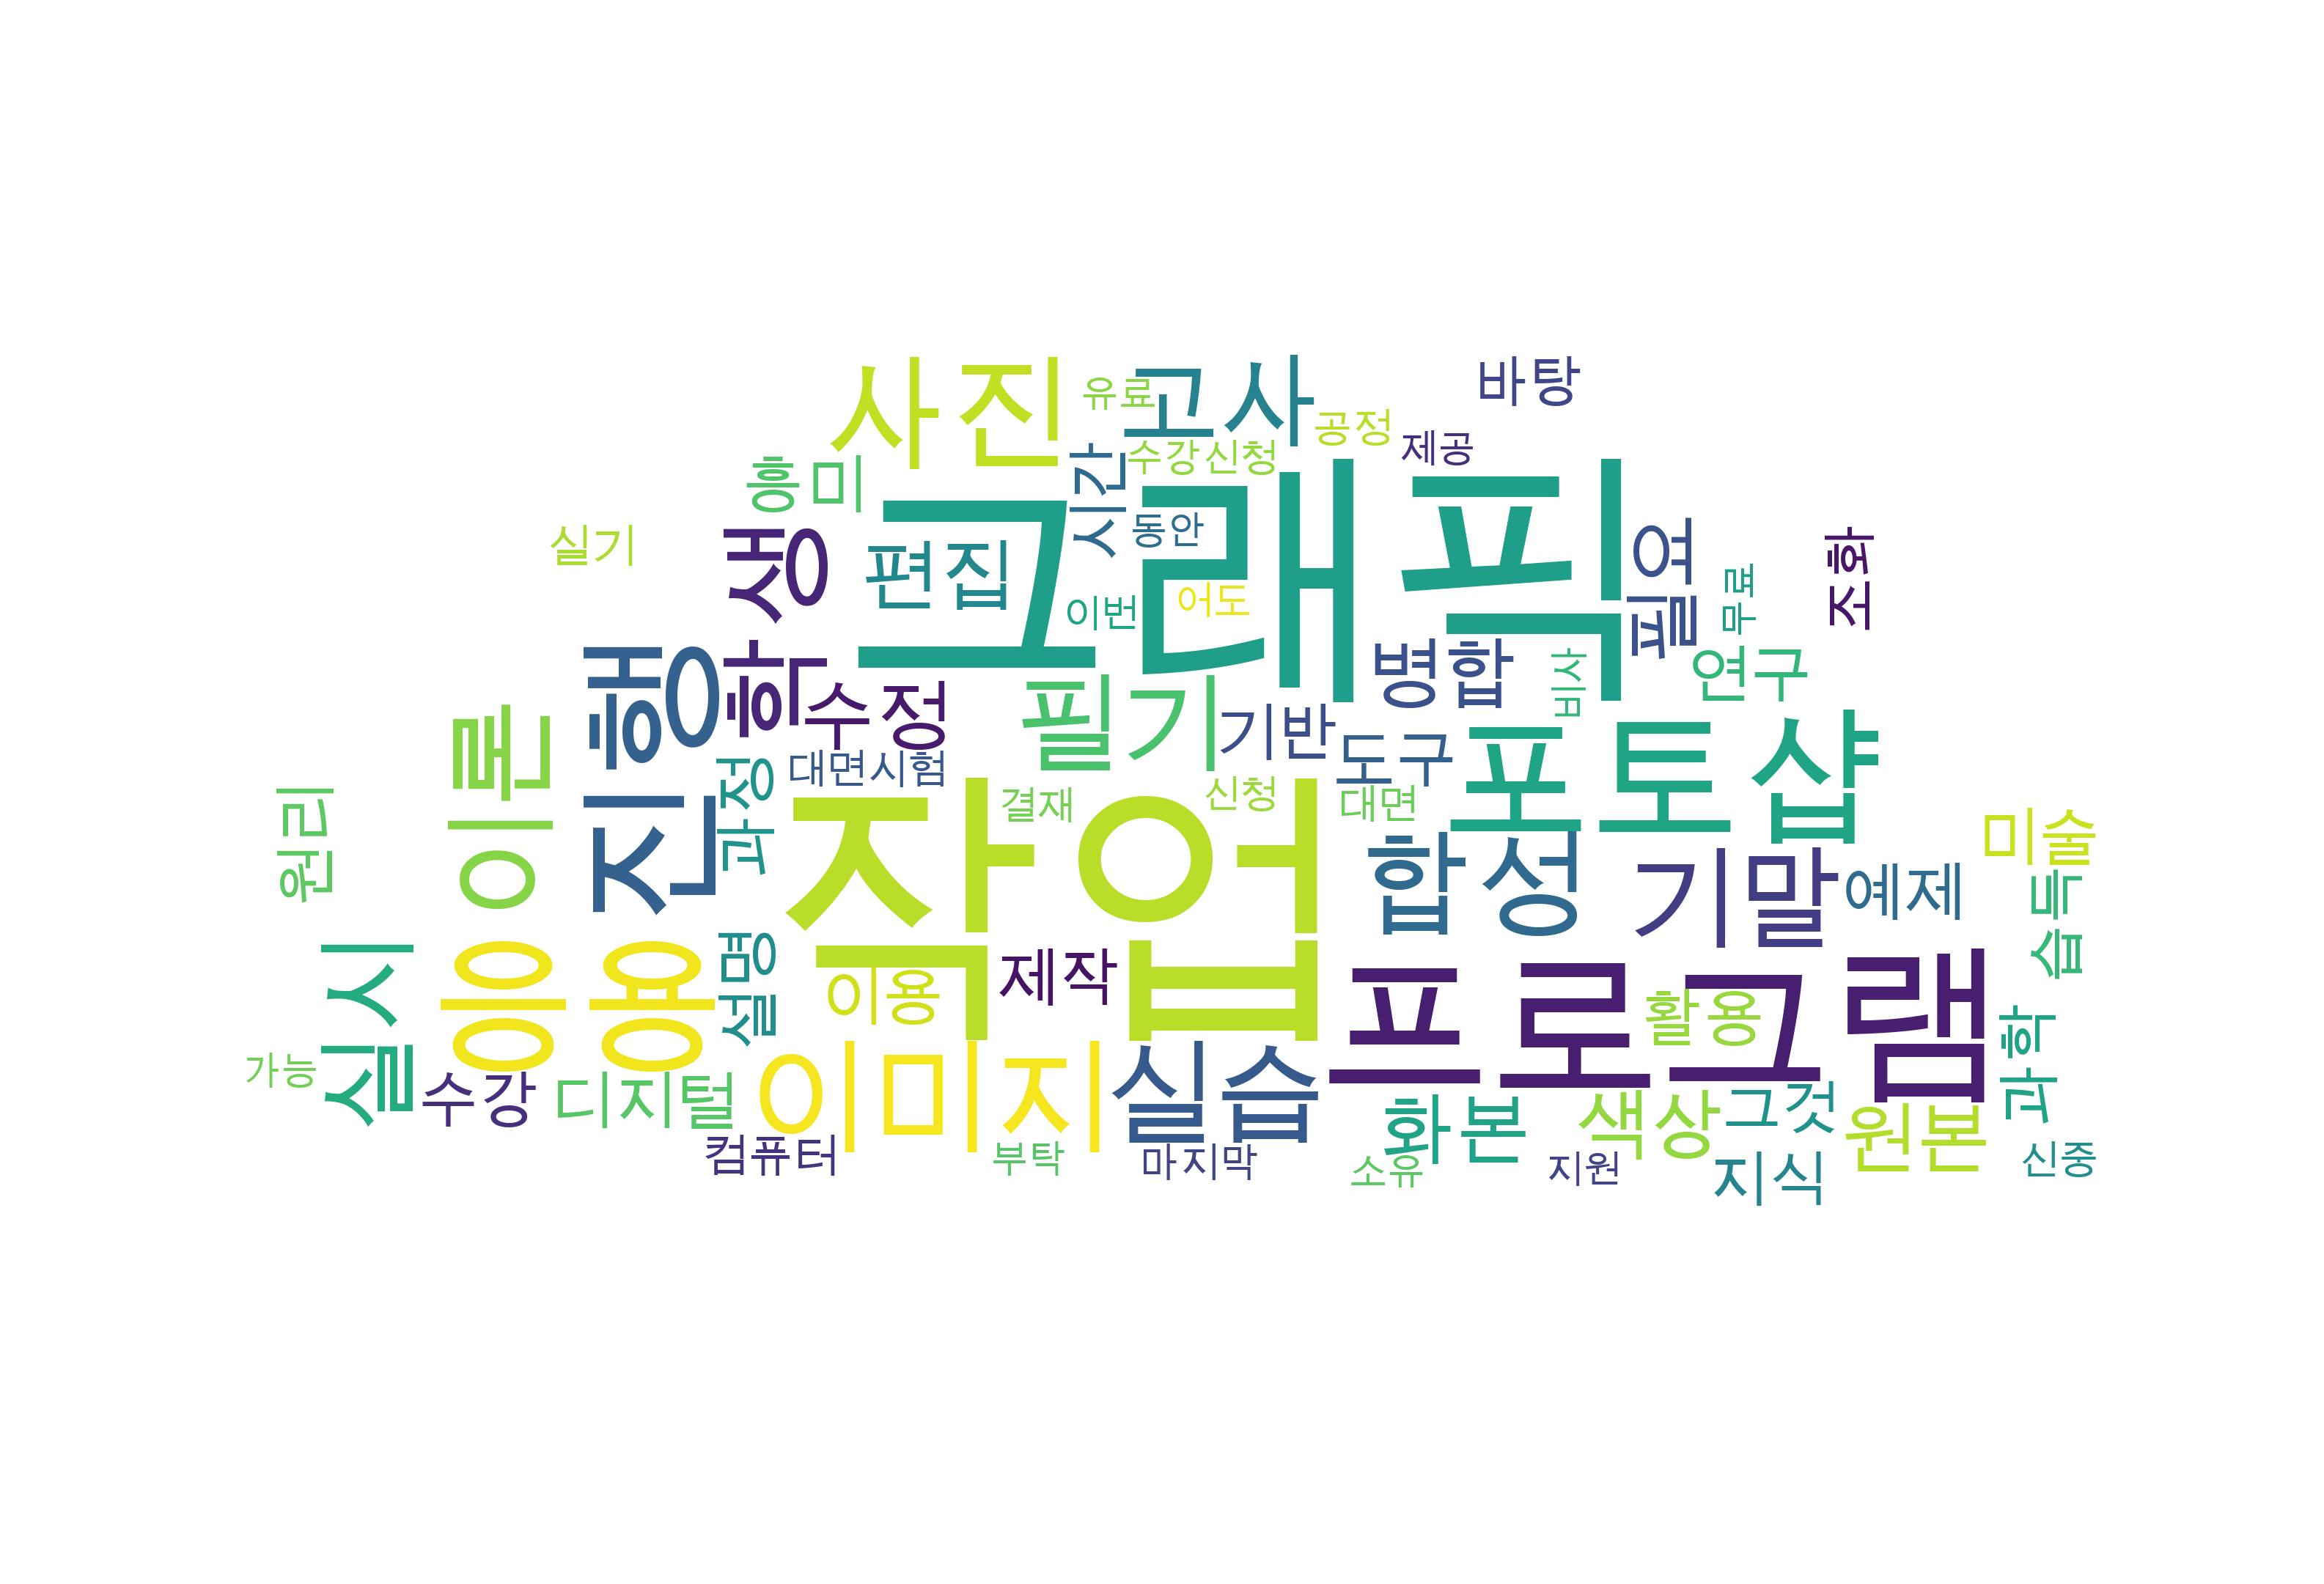 사진
유료
고사
바탕
공정
제공
수강신청
흥미
시간
그래픽
동안
실기
편집
학생
필요
조화
무료
이번
어도비
병합
비사
연구
수정
필기
기반
도구
포토샵
진행
이론
과정
대면시험
결재
신청
대면
원리
작업
합성
기말
예제
미술
습득
실시
응용
설명
이용
제작
프로그램
활용
과학
가능
수강
디지털
이미지
실습
화본
색상
그것
원본
컴퓨터
부탁
마지막
소유
지원
지식
신중